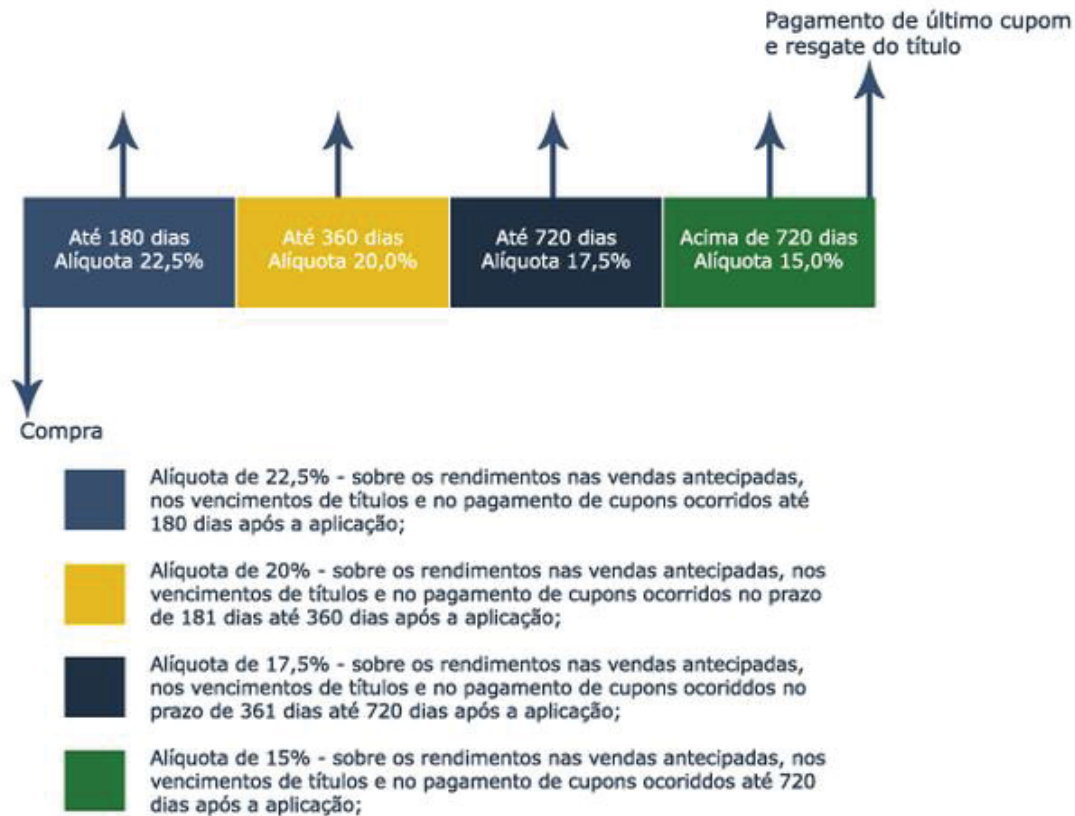 Pagamento de último cupom
e resgate do título
Até 180 dias
Alíquota 22,5%
Até 360 dias
Alíquota 20,0%
Até 720 dias
Alíquota 17,5%
Acima de 720 dias
Alíquota 15,0%
Compra
Alíquota de 22,5% - sobre os rendimentos nas vendas antecipadas,
nos vencimentos de títulos e no pagamento de cupons ocorridos até
180 dias após a aplicação;
Alíquota de 20% - sobre os rendimentos nas vendas antecipadas, nos
vencimentos de títulos e no pagamento de cupons ocorridos no prazo
de 181 dias até 360 dias após a aplicação;
Alíquota de 17,5% - sobre os rendimentos nas vendas antecipadas,
nos vencimentos de títulos e no pagamento de cupons ocoriddos no
prazo de 361 dias até 720 dias após a aplicação;
Alíquota de 15% - sobre os rendimentos nas vendas antecipadas, nos
vencimentos de títulos e no pagamento de cupons ocoriddos até 720
dias após a aplicação;